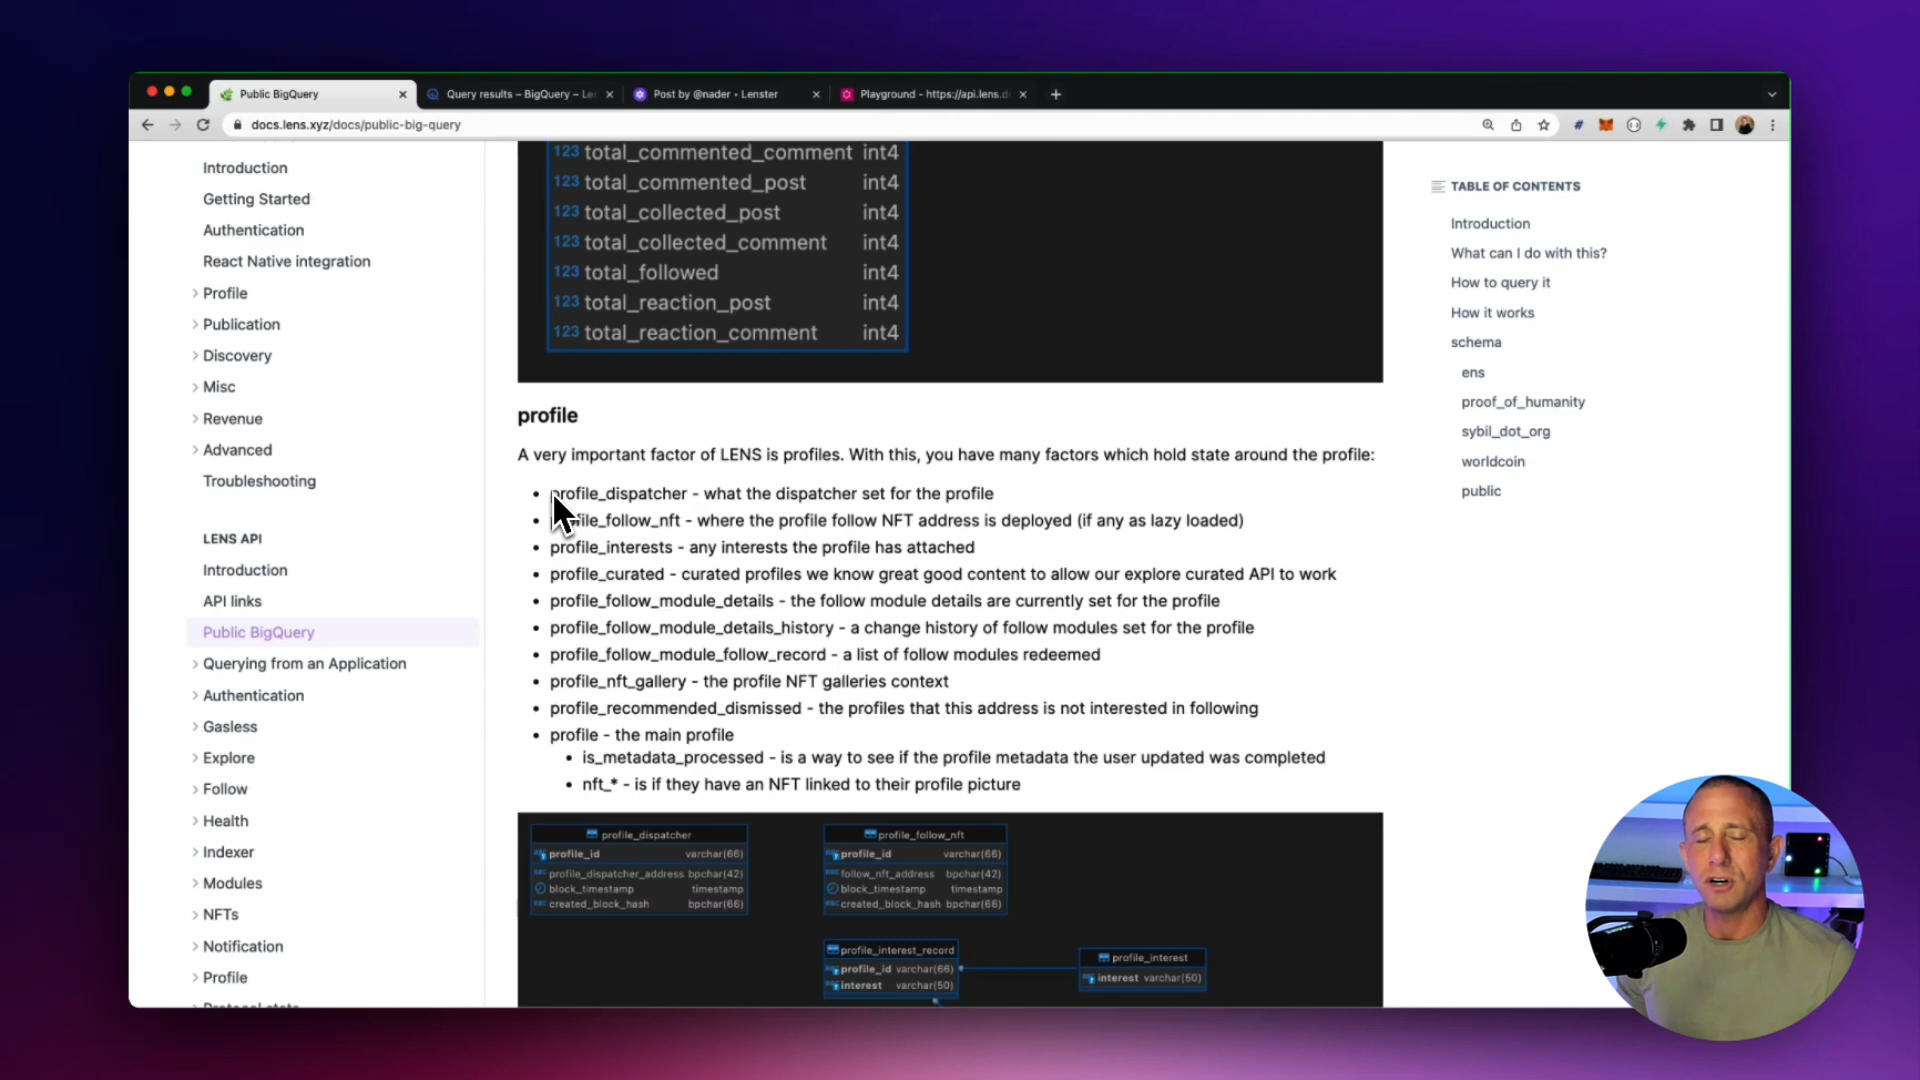 Public BigQuery
Query results – BigQuery – Le
Post by @nader • Lenster
Playground - https://api.lens.d
docs.lens.xyz/docs/public-big-query
Introduction
Getting Started
Authentication
React Native integration
Profile
Publication
Discovery
Misc
Revenue
Advanced
Troubleshooting
LENS API
Introduction
API links
Public BigQuery
Querying from an Application
Authentication
Gasless
Explore
Follow
Health
Indexer
Modules
NFTs
Notification
Profile
Protocol stats
123 total_commented_comment int4
123 total_commented_post int4
123 total_collected_post int4
123 total_collected_comment int4
123 total_followed int4
123 total_reaction_post int4
123 total_reaction_comment int4
profile
A very important factor of LENS is profiles. With this, you have many factors which hold state around the profile:
• profile_dispatcher - what the dispatcher set for the profile
• profile_follow_nft - where the profile follow NFT address is deployed (if any as lazy loaded)
• profile_interests - any interests the profile has attached
• profile_curated - curated profiles we know great good content to allow our explore curated API to work
• profile_follow_module_details - the follow module details are currently set for the profile
• profile_follow_module_details_history - a change history of follow modules set for the profile
• profile_follow_module_follow_record - a list of follow modules redeemed
• profile_nft_gallery - the profile NFT galleries context
• profile_recommended_dismissed - the profiles that this address is not interested in following
• profile - the main profile
• is_metadata_processed - is a way to see if the profile metadata the user updated was completed
• nft_* - is if they have an NFT linked to their profile picture
profile_dispatcher
profile_id varchar(66)
profile_dispatcher_address bpchar(42)
block_timestamp timestamp
created_block_hash bpchar(66)
profile_follow_nft
profile_id varchar(66)
follow_nft_address bpchar(42)
block_timestamp timestamp
created_block_hash bpchar(66)
profile_interest_record
profile_id varchar(66)
interest varchar(50)
profile_interest
interest varchar(50)
TABLE OF CONTENTS
Introduction
What can I do with this?
How to query it
How it works
schema
ens
proof_of_humanity
sybil_dot_org
worldcoin
public